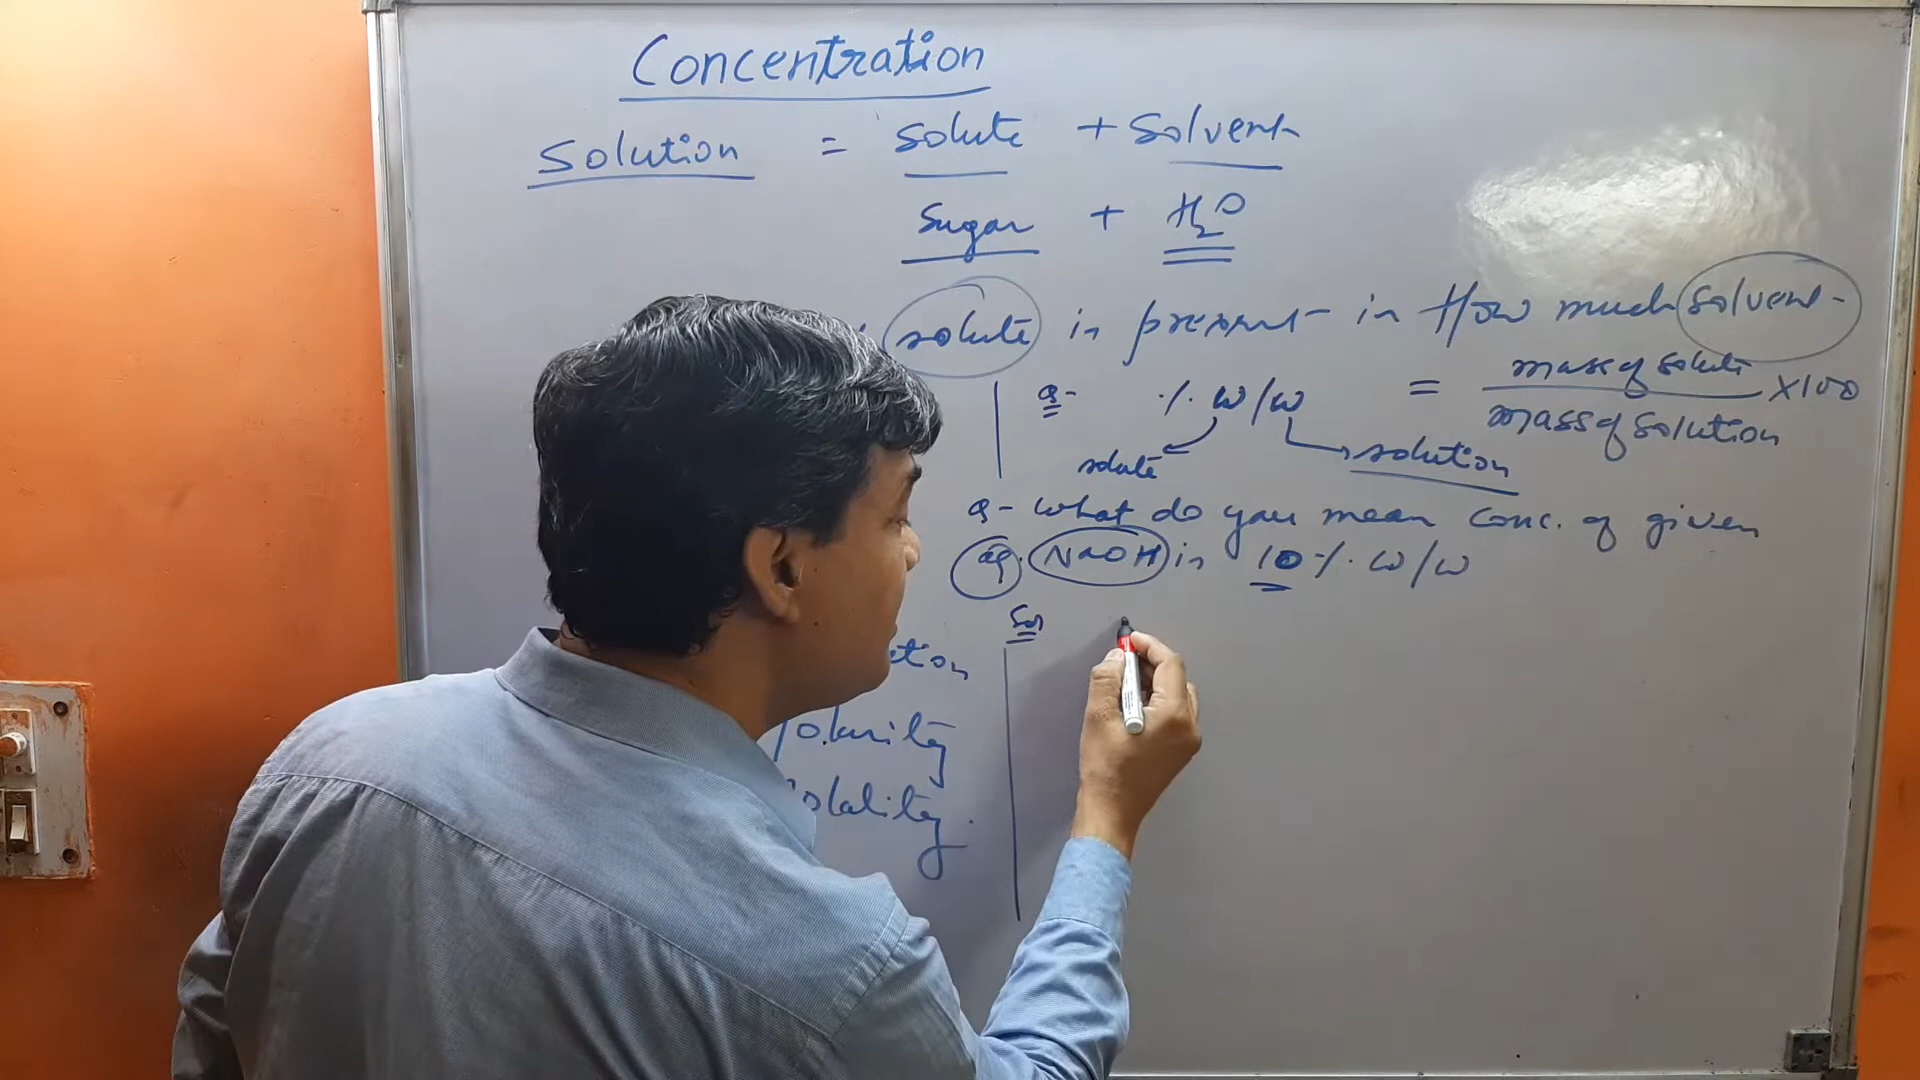 Concentration
Solution = Solute + Solvent
Sugar + H₂O
solute in present in How much Solvent
Q- % w/w = mass of solute / mass of solution ×100
solute solution
Q- What do you mean conc. of given
aq. NaOH in 10% w/w
Sol